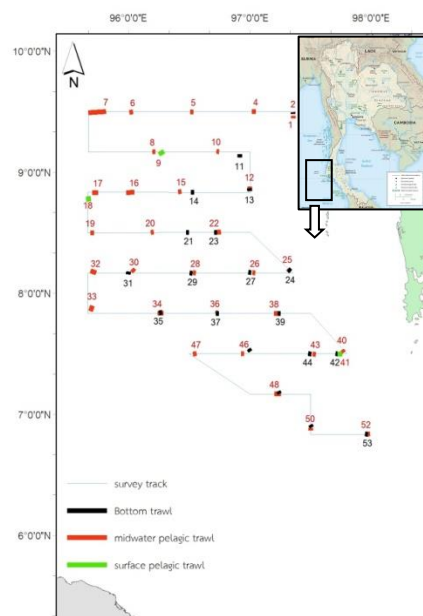 96°0'0"E 97°0'0"E 98°0'0"E
10°0'0"N
N
7 6 5 4 2
1
8 10
9 11
12
17 16 15
18 14 13
19 20 22
21 23
25
32 30 28 26
31 29 27 24
33
34 36 38
35 37 39
40
47 46 43
44 42 41
48
50 52
53
9°0'0"N
8°0'0"N
7°0'0"N
6°0'0"N
survey track
Bottom trawl
midwater pelagic trawl
surface pelagic trawl
BURMA
LAOS
CAMBODIA